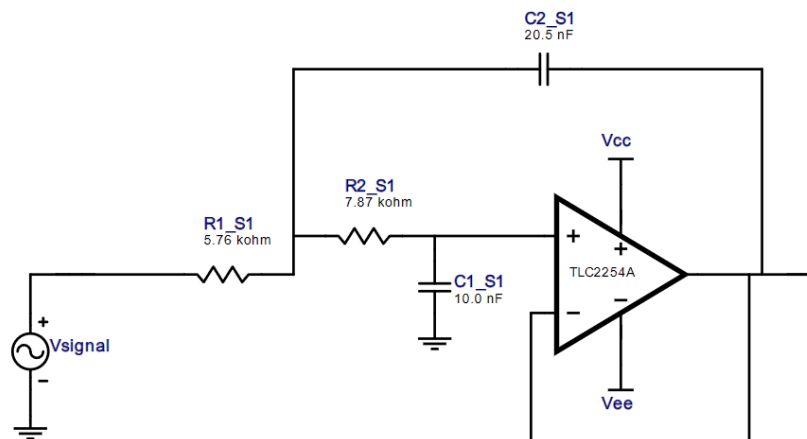 C2_S1
20.5 nF
Vcc
R2_S1
7.87 kohm
R1_S1
5.76 kohm
+
+
TLC2254A
C1_S1
10.0 nF
−
−
+
Vsignal
−
Vee